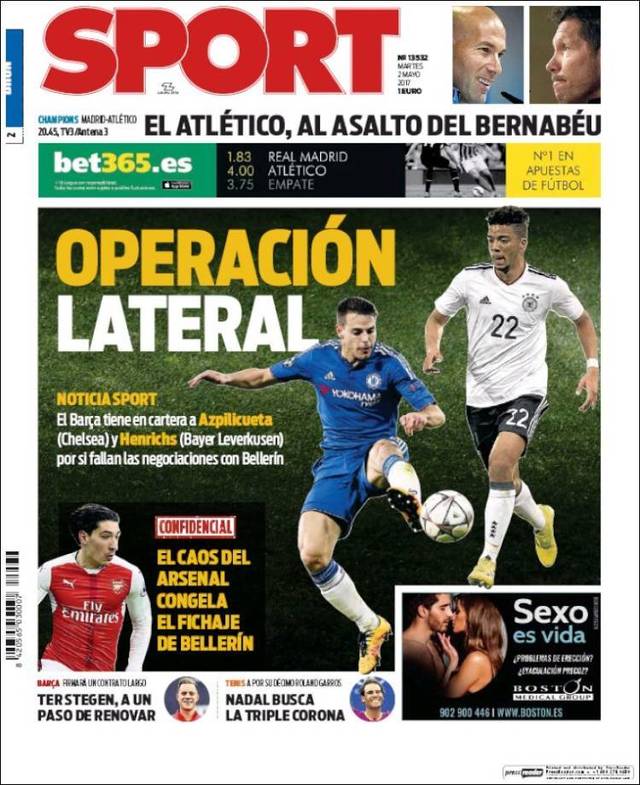 SPORT
Nº 13532
MARTES
2 MAYO
2017
1 EURO
CHAMPIONS MADRID-ATLÉTICO
20.45, TV3 / Antena 3
EL ATLÉTICO, AL ASALTO DEL BERNABÉU
2
bet365.es
1.83 REAL MADRID
4.00 ATLÉTICO
3.75 EMPATE
Nº1 EN
APUESTAS
DE FÚTBOL
OPERACIÓN
LATERAL
NOTICIA SPORT
El Barça tiene en cartera a Azpilicueta
(Chelsea) y Henrichs (Bayer Leverkusen)
por si fallan las negociaciones con Bellerín
22
22
YOKOHAMA
TYRES
CONFIDENCIAL
EL CAOS DEL
ARSENAL
CONGELA
EL FICHAJE
DE BELLERÍN
Fly
Emirates
Sexo
es vida
¿PROBLEMAS DE ERECCIÓN?
¿EYACULACIÓN PRECOZ?
BOSTON
MEDICAL GROUP
902 900 446 | WWW.BOSTON.ES
BARÇA FIRMARÁ UN CONTRATO LARGO
TER STEGEN, A UN
PASO DE RENOVAR
TENIS A POR SU DÉCIMO ROLAND GARROS
NADAL BUSCA
LA TRIPLE CORONA
pressreader